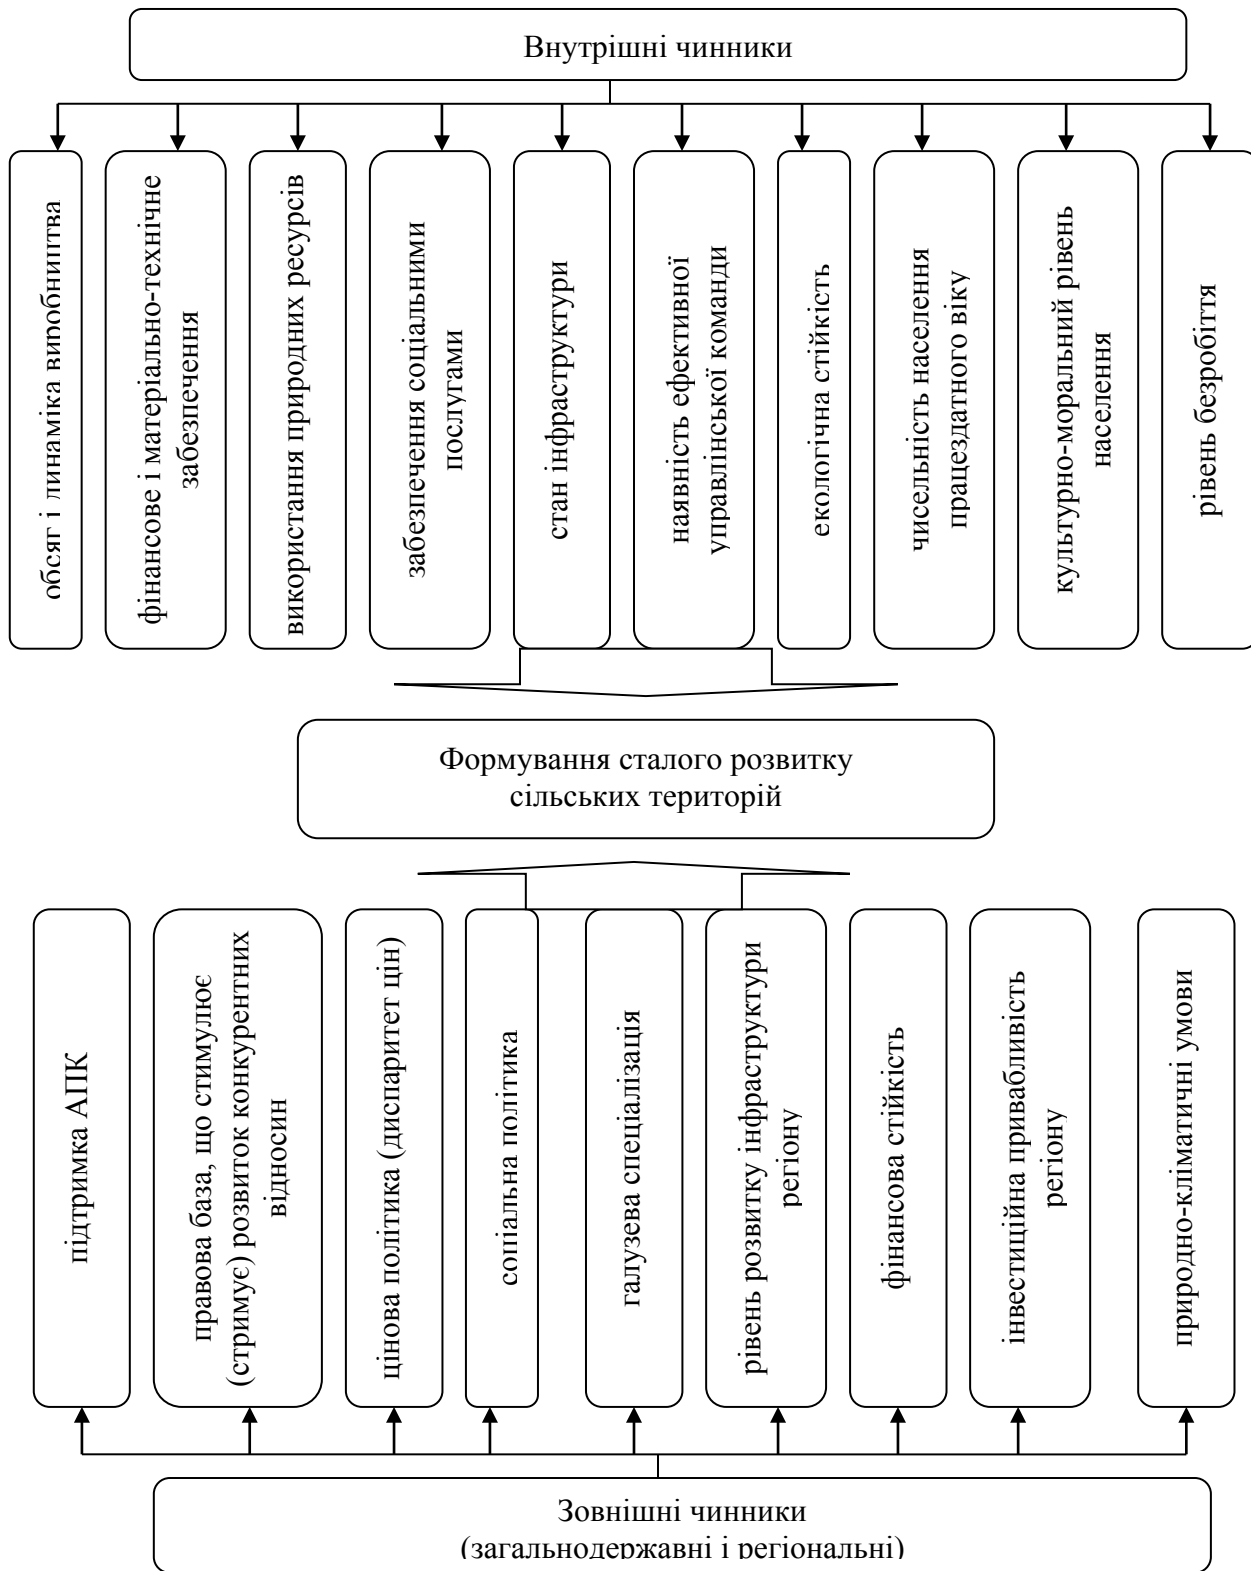 Внутрішні чинники
обсяг і динаміка виробництва
фінансове і матеріально-технічне
забезпечення
використання природних ресурсів
забезпечення соціальними
послугами
стан інфраструктури
наявність ефективної
управлінської команди
екологічна стійкість
чисельність населення
працездатного віку
культурно-моральний рівень
населення
рівень безробіття
Формування сталого розвитку
сільських територій
підтримка АПК
правова база, що стимулює
(стримує) розвиток конкурентних
відносин
цінова політика (диспаритет цін)
соціальна політика
галузева спеціалізація
рівень розвитку інфраструктури
регіону
фінансова стійкість
інвестиційна привабливість
регіону
природно-кліматичні умови
Зовнішні чинники
(загальнодержавні і регіональні)